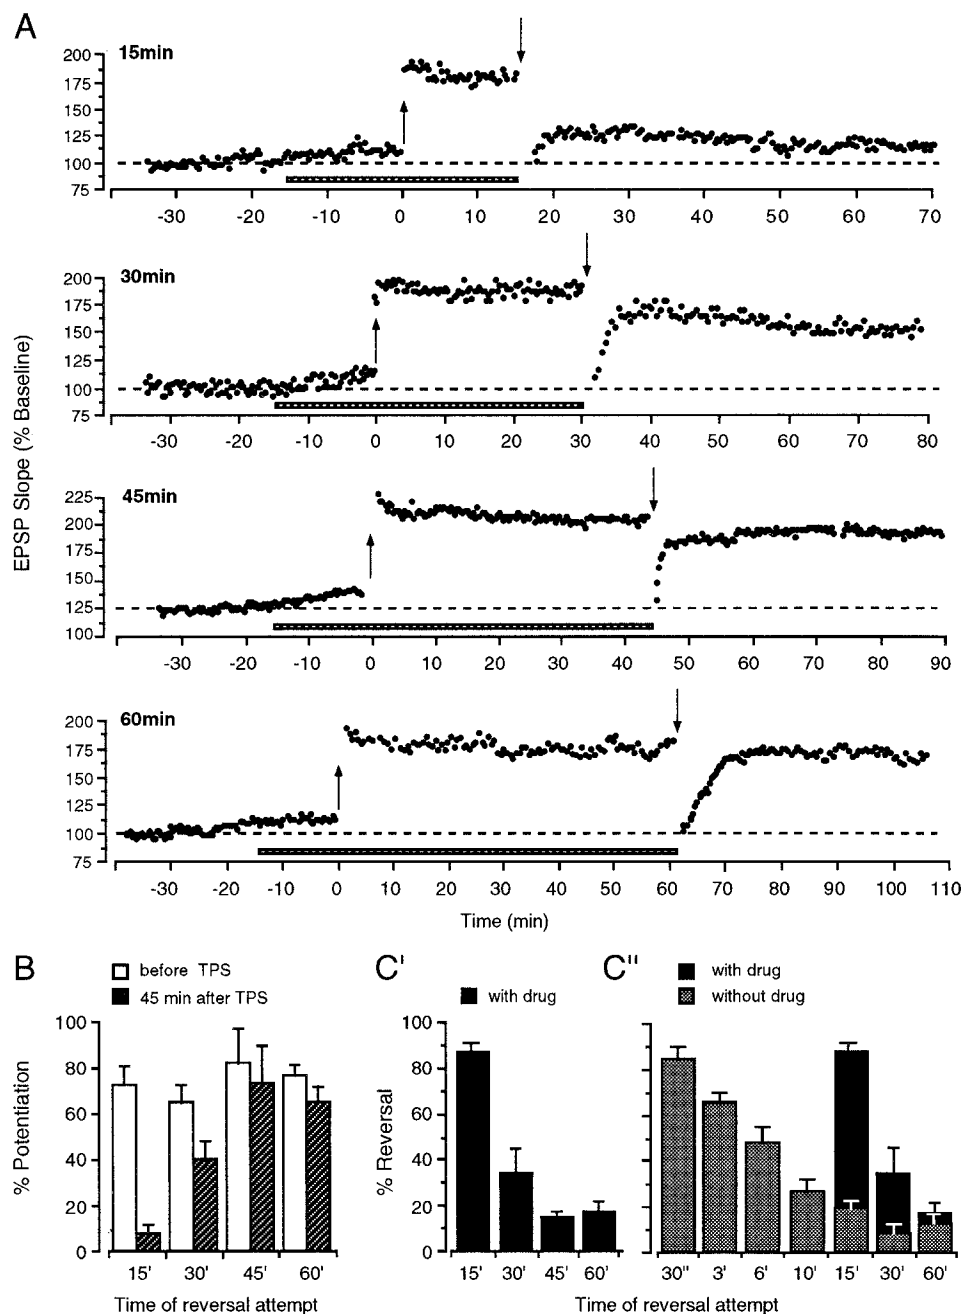 A
15min
200
175
150
125
100
75
-30 -20 -10 0 10 20 30 40 50 60 70
30min
200
175
150
125
100
75
-30 -20 -10 0 10 20 30 40 50 60 70 80
EPSP Slope (% Baseline)
45min
225
200
175
150
125
100
-30 -20 -10 0 10 20 30 40 50 60 70 80 90
60min
200
175
150
125
100
75
-30 -20 -10 0 10 20 30 40 50 60 70 80 90 100 110
Time (min)
B
before TPS
45 min after TPS
% Potentiation
100
80
60
40
20
0
15' 30' 45' 60'
Time of reversal attempt
C'
with drug
% Reversal
100
80
60
40
20
0
15' 30' 45' 60'
C"
with drug
without drug
30" 3' 6' 10' 15' 30' 60'
Time of reversal attempt